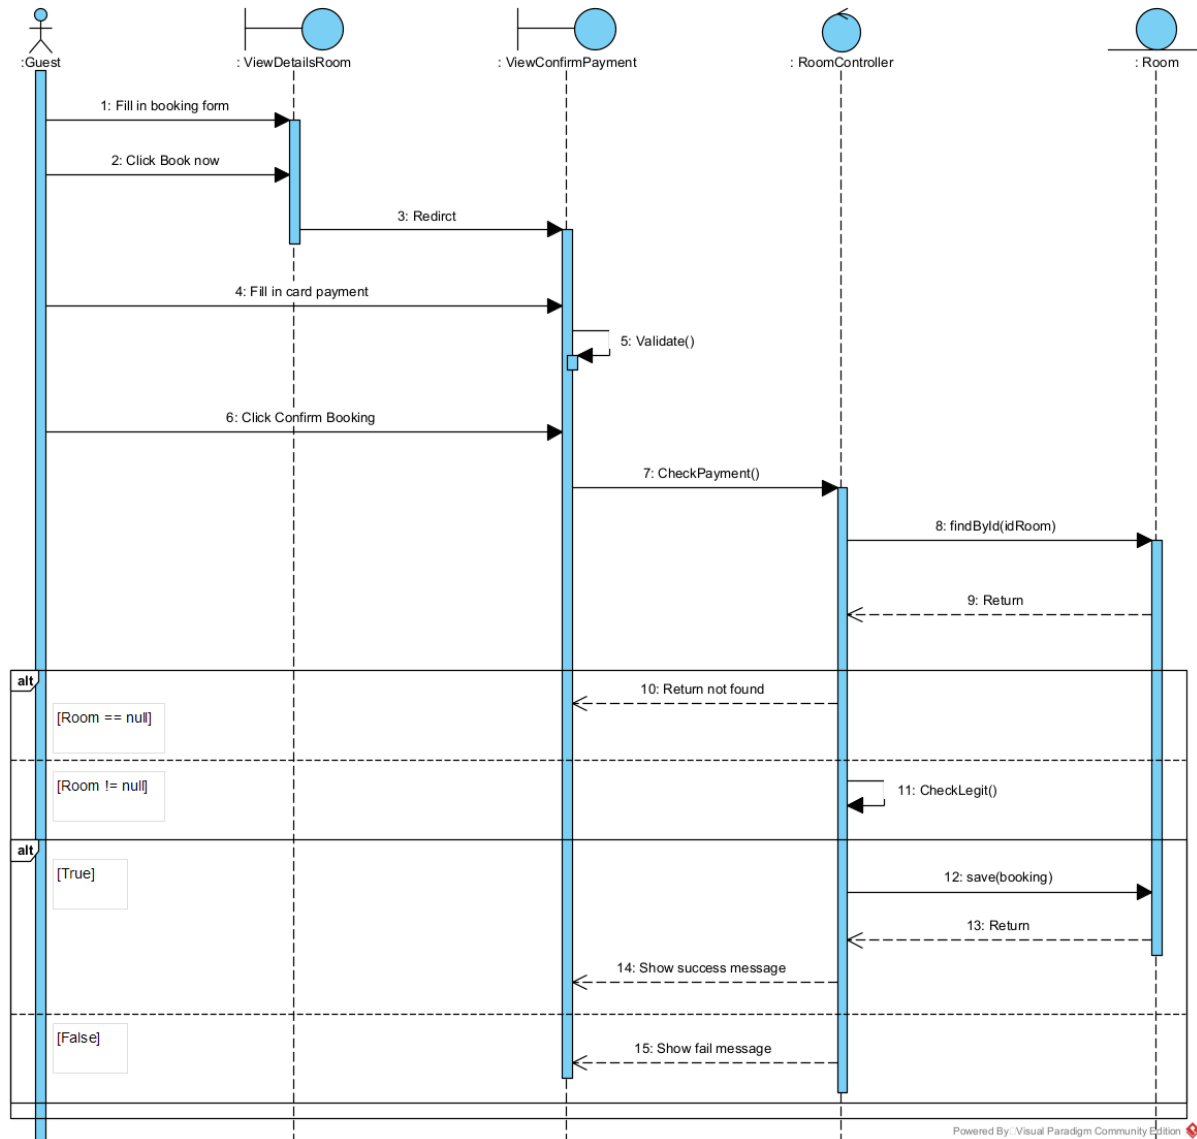 :Guest
: ViewDetailsRoom
: ViewConfirmPayment
: RoomController
: Room
1: Fill in booking form
2: Click Book now
3: Redirct
4: Fill in card payment
5: Validate()
6: Click Confirm Booking
7: CheckPayment()
8: findById(idRoom)
9: Return
alt
10: Return not found
[Room == null]
[Room != null]
11: CheckLegit()
alt
[True]
12: save(booking)
13: Return
14: Show success message
[False]
15: Show fail message
Powered By Visual Paradigm Community Edition